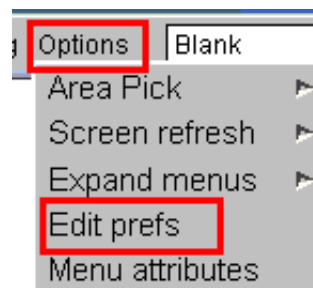 Options Blank
Area Pick
Screen refresh
Expand menus
Edit prefs
Menu attributes